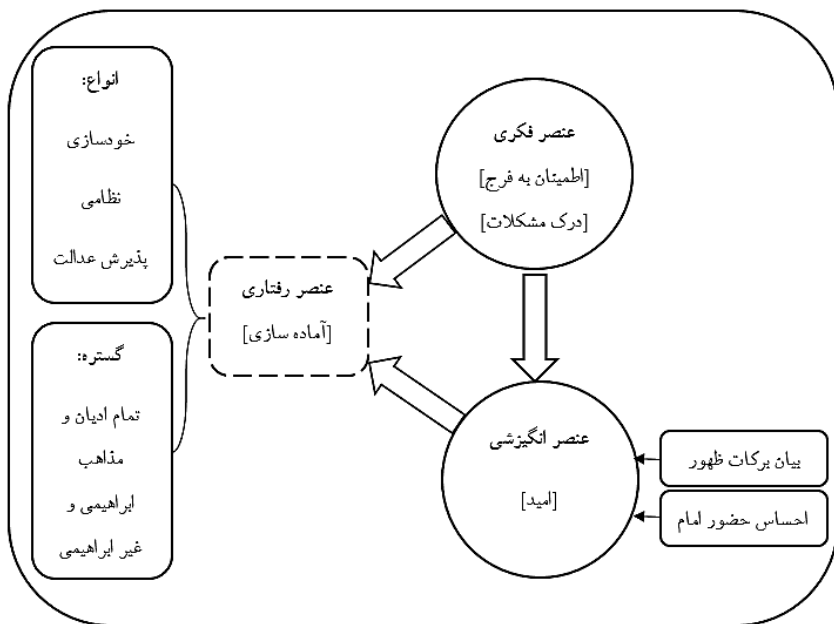 عنصر فکری
[اطمینان به فرج]
[درک مشکلات]
عنصر انگیزشی
[امید]
بیان برکات ظهور
احساس حضور امام
عنصر رفتاری
[آماده سازی]
انواع:
خودسازی
نظامی
پذیرش عدالت
گستره:
تمام ادیان و
مذاهب
ابراهیمی و
غیر ابراهیمی